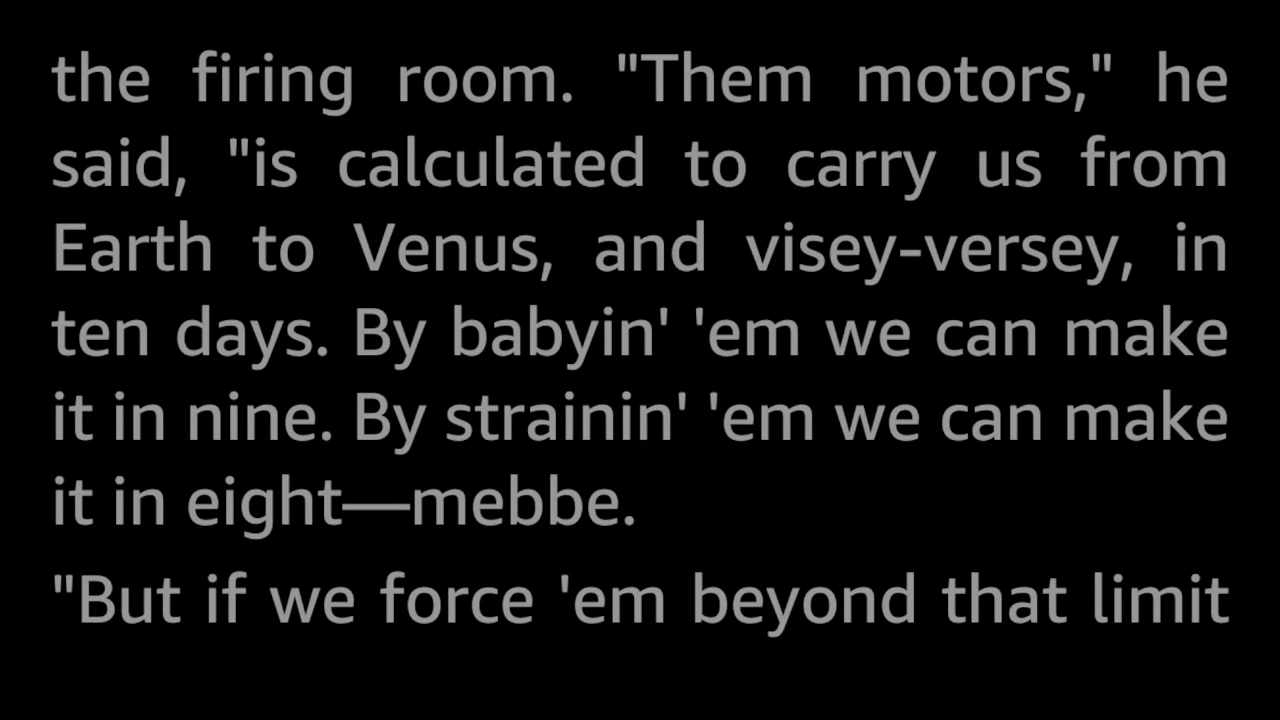 the firing room. "Them motors," he
said, "is calculated to carry us from
Earth to Venus, and visey-versey, in
ten days. By babyin' 'em we can make
it in nine. By strainin' 'em we can make
it in eight—mebbe.
"But if we force 'em beyond that limit